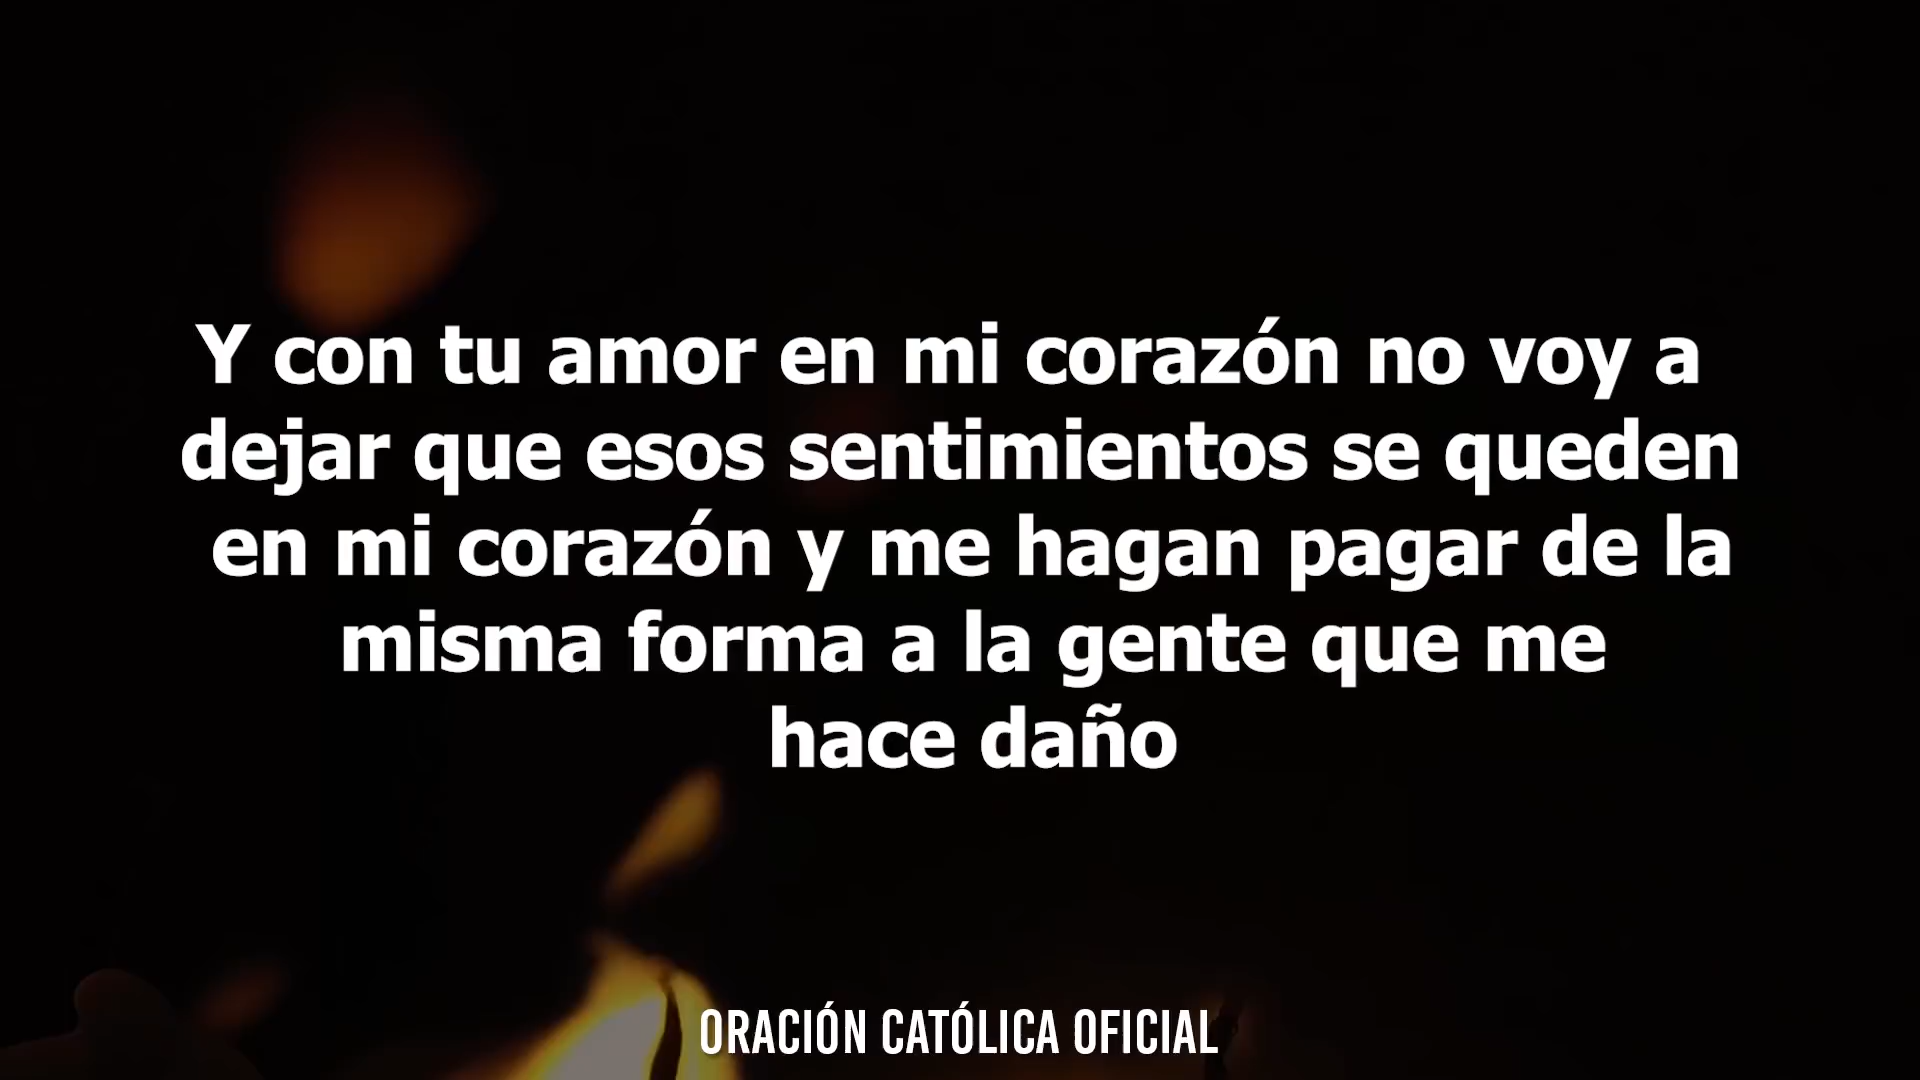 Y con tu amor en mi corazón no voy a
dejar que esos sentimientos se queden
en mi corazón y me hagan pagar de la
misma forma a la gente que me
hace daño
ORACIÓN CATÓLICA OFICIAL